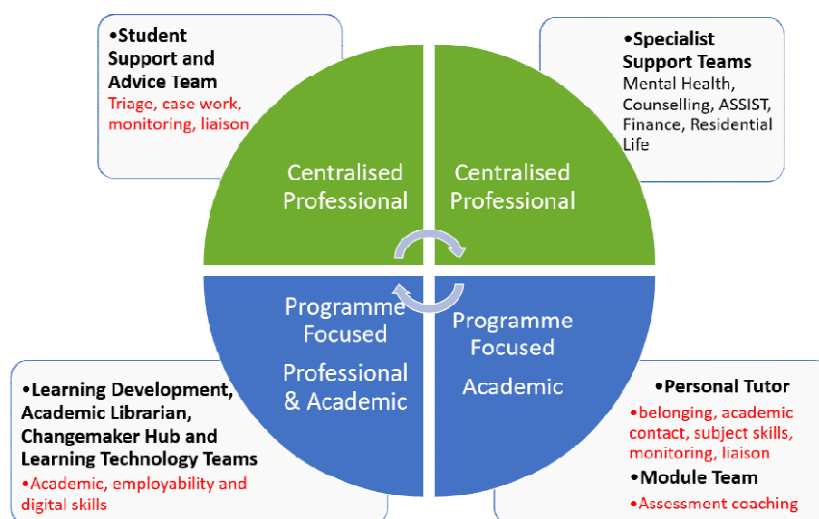 •Student
Support and
Advice Team
Triage, case work,
monitoring, liaison
•Specialist
Support Teams
Mental Health,
Counselling, ASSIST,
Finance, Residential
Life
Centralised
Professional
Centralised
Professional
Programme
Focused
Professional
& Academic
Programme
Focused
Academic
•Learning Development,
Academic Librarian,
Changemaker Hub and
Learning Technology Teams
•Academic, employability and
digital skills
•Personal Tutor
•belonging, academic
contact, subject skills,
monitoring, liaison
•Module Team
•Assessment coaching